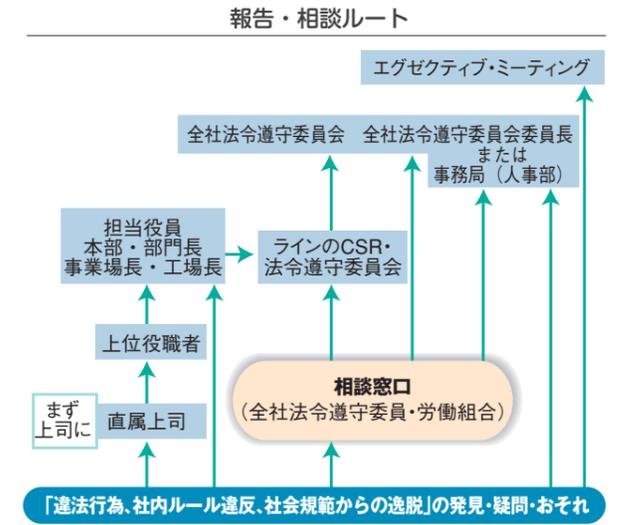 報告・相談ルート
エグゼクティブ・ミーティング
全社法令遵守委員会
全社法令遵守委員会委員長
または
事務局（人事部）
担当役員
本部・部門長
事業場長・工場長
ラインのCSR・
法令遵守委員会
上位役職者
相談窓口
（全社法令遵守委員・労働組合）
まず
上司に
直属上司
「違法行為、社内ルール違反、社会規範からの逸脱」の発見・疑問・おそれ